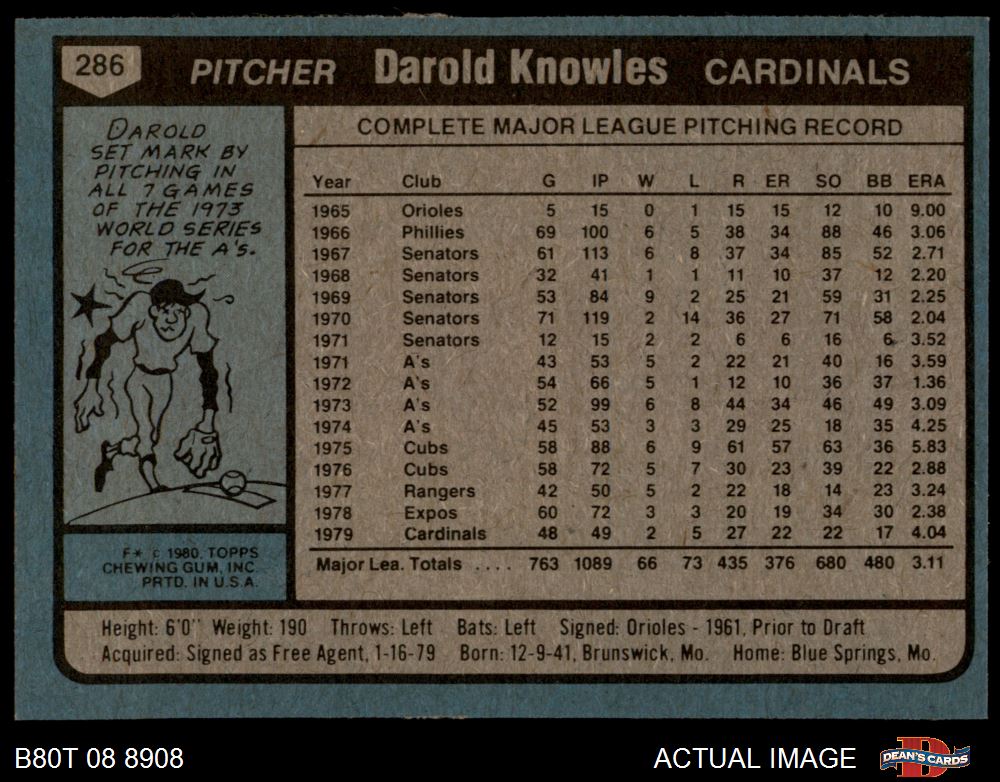 286 PITCHER Darold Knowles CARDINALS
DAROLD
SET MARK BY
PITCHING IN
ALL 7 GAMES
OF THE 1973
WORLD SERIES
FOR THE A's.
F* © 1980, TOPPS
CHEWING GUM, INC.
PRTD. IN U.S.A.
COMPLETE MAJOR LEAGUE PITCHING RECORD
Year Club G IP W L R ER SO BB ERA
1965 Orioles 5 15 0 1 15 15 12 10 9.00
1966 Phillies 69 100 6 5 38 34 88 46 3.06
1967 Senators 61 113 6 8 37 34 85 52 2.71
1968 Senators 32 41 1 1 11 10 37 12 2.20
1969 Senators 53 84 9 2 25 21 59 31 2.25
1970 Senators 71 119 2 14 36 27 71 58 2.04
1971 Senators 12 15 2 2 6 6 16 6 3.52
1971 A's 43 53 5 2 22 21 40 16 3.59
1972 A's 54 66 5 1 12 10 36 37 1.36
1973 A's 52 99 6 8 44 34 46 49 3.09
1974 A's 45 53 3 3 29 25 18 35 4.25
1975 Cubs 58 88 6 9 61 57 63 36 5.83
1976 Cubs 58 72 5 7 30 23 39 22 2.88
1977 Rangers 42 50 5 2 22 18 14 23 3.24
1978 Expos 60 72 3 3 20 19 34 30 2.38
1979 Cardinals 48 49 2 5 27 22 22 17 4.04
Major Lea. Totals .... 763 1089 66 73 435 376 680 480 3.11
Height: 6'0" Weight: 190 Throws: Left Bats: Left Signed: Orioles - 1961, Prior to Draft
Acquired: Signed as Free Agent, 1-16-79 Born: 12-9-41, Brunswick, Mo. Home: Blue Springs, Mo.
B80T 08 8908 ACTUAL IMAGE DEAN'S CARDS